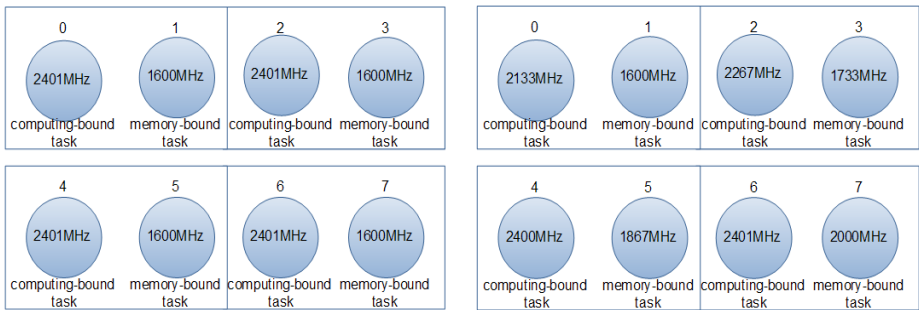 0 1 2 3
2401MHz 1600MHz 2401MHz 1600MHz
computing-bound task memory-bound task computing-bound task memory-bound task
4 5 6 7
2401MHz 1600MHz 2401MHz 1600MHz
computing-bound task memory-bound task computing-bound task memory-bound task
0 1 2 3
2133MHz 1600MHz 2267MHz 1733MHz
computing-bound task memory-bound task computing-bound task memory-bound task
4 5 6 7
2400MHz 1867MHz 2401MHz 2000MHz
computing-bound task memory-bound task computing-bound task memory-bound task